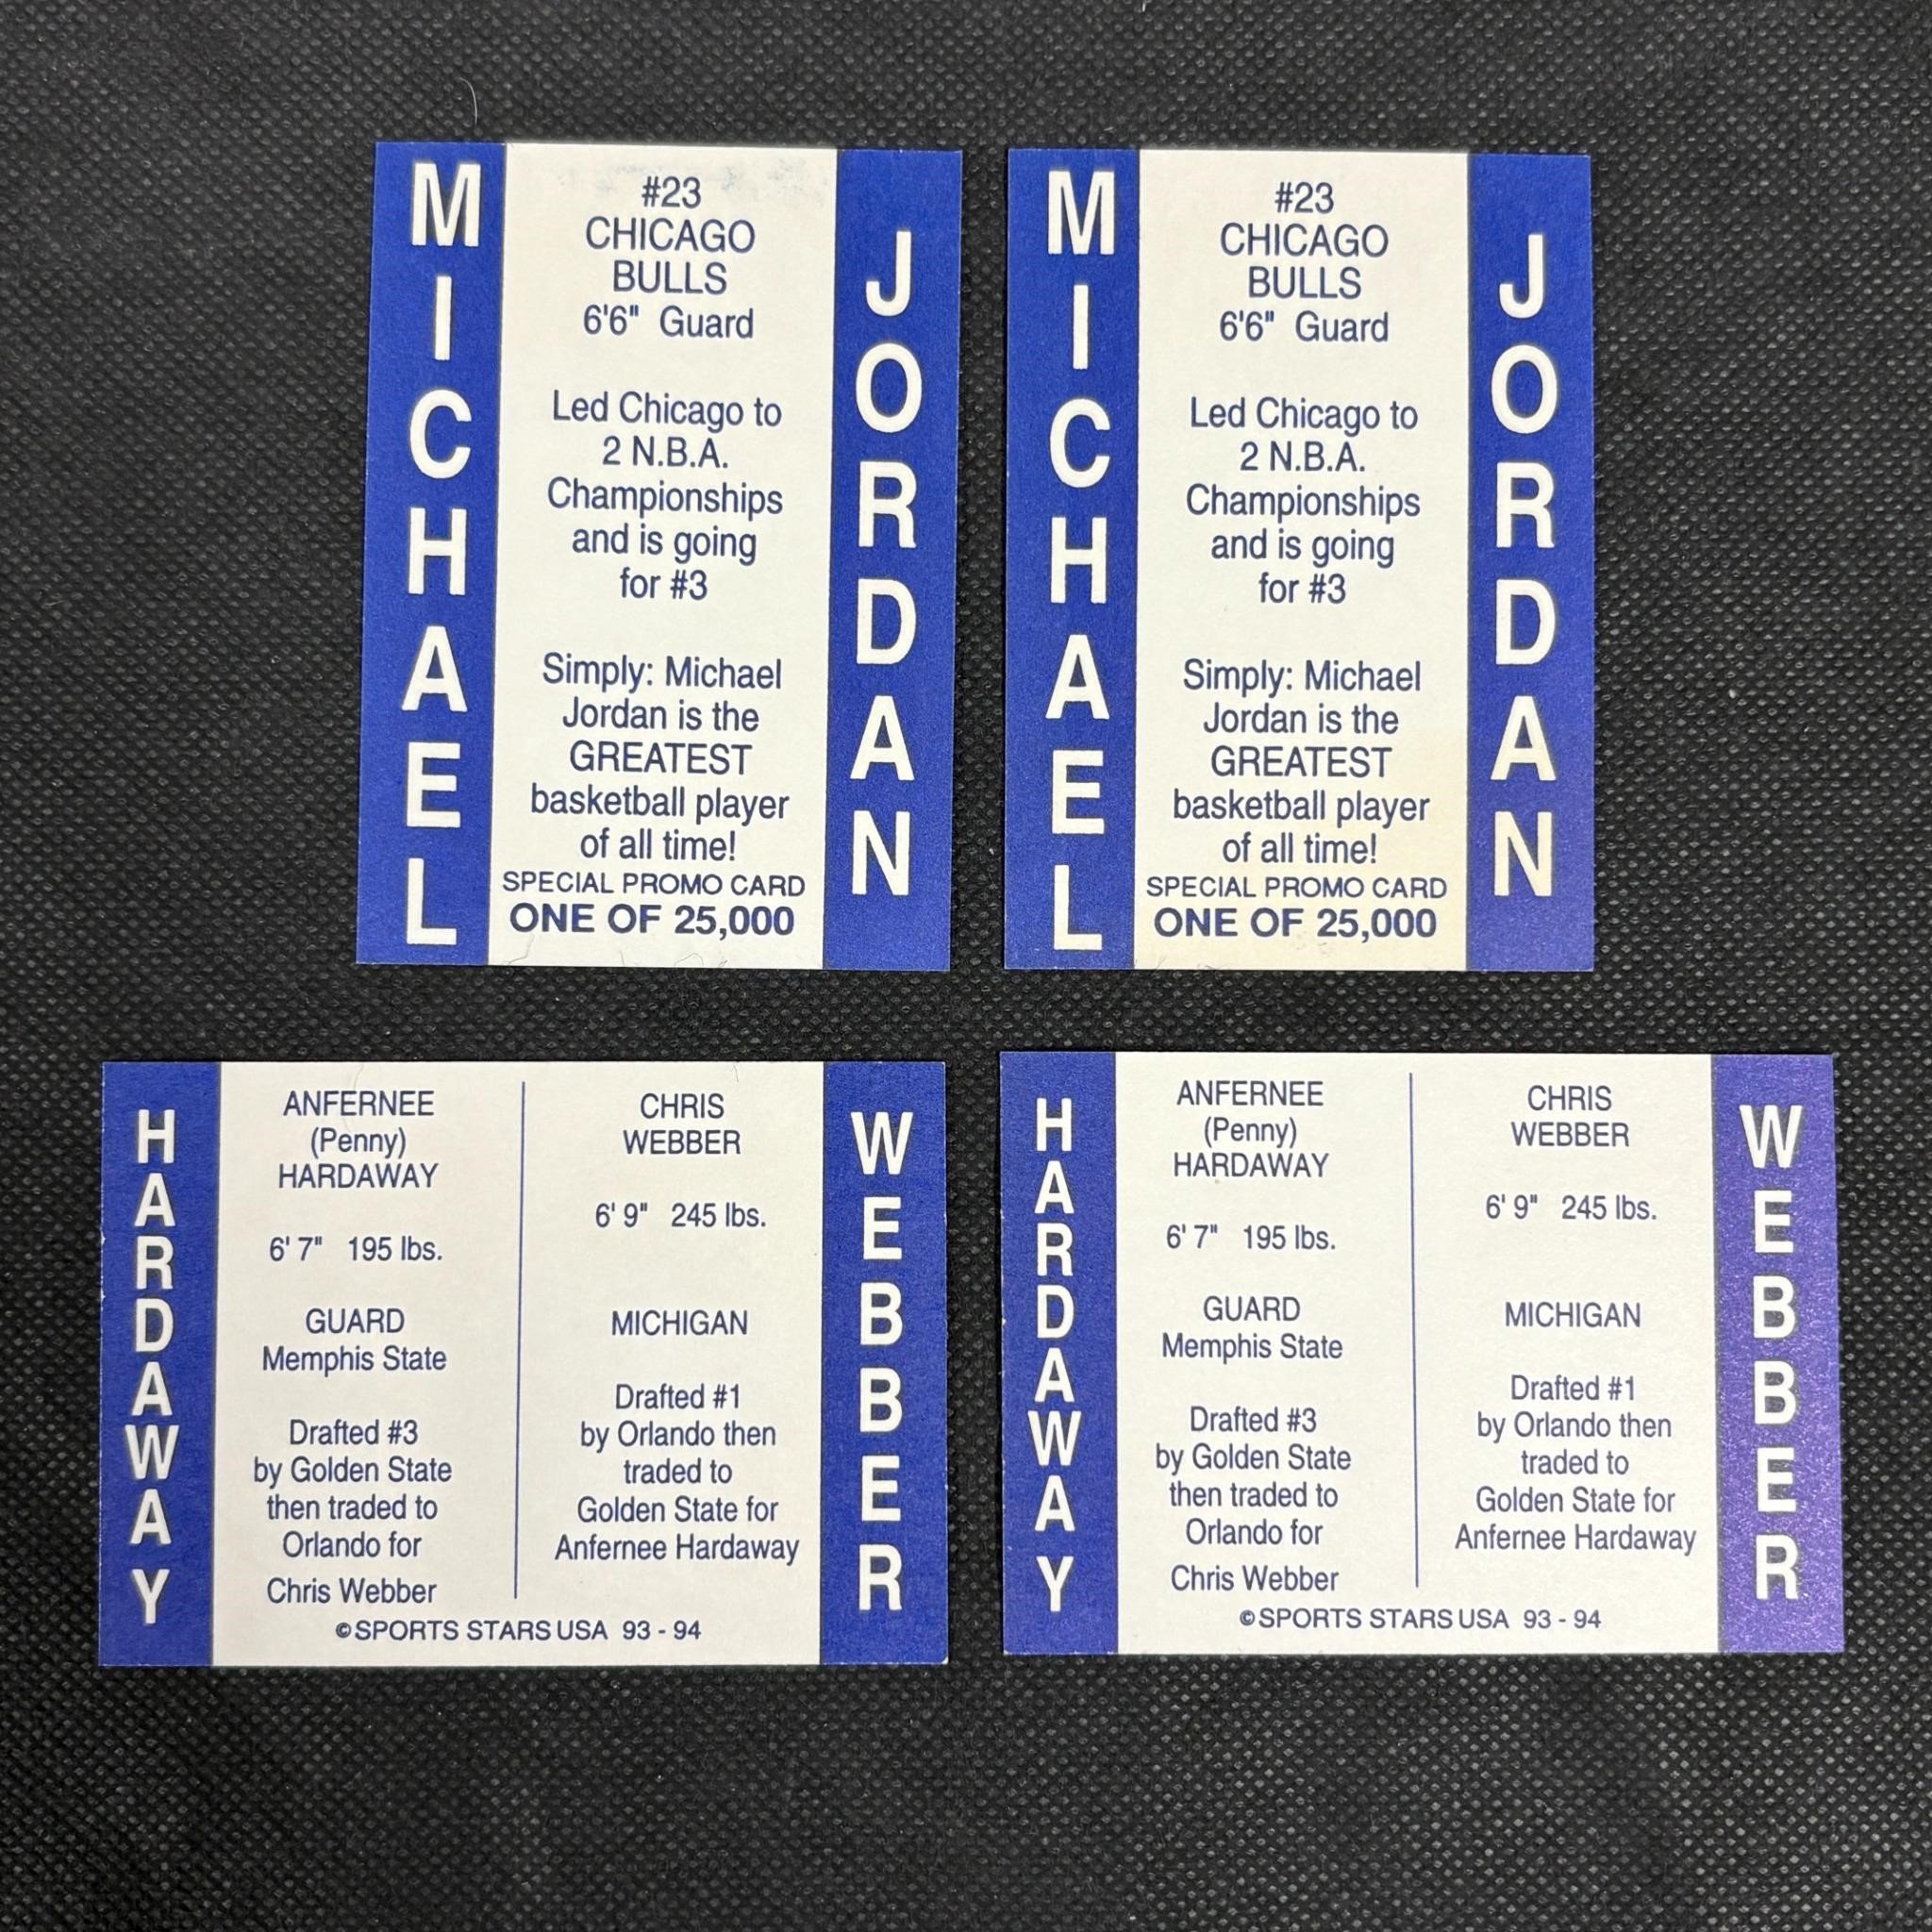 MICHAEL
#23
CHICAGO
BULLS
6'6" Guard
Led Chicago to
2 N.B.A.
Championships
and is going
for #3
Simply: Michael
Jordan is the
GREATEST
basketball player
of all time!
SPECIAL PROMO CARD
ONE OF 25,000
JORDAN
MICHAEL
#23
CHICAGO
BULLS
6'6" Guard
Led Chicago to
2 N.B.A.
Championships
and is going
for #3
Simply: Michael
Jordan is the
GREATEST
basketball player
of all time!
SPECIAL PROMO CARD
ONE OF 25,000
JORDAN
HARDAWAY
ANFERNEE
(Penny)
HARDAWAY
6' 7" 195 lbs.
GUARD
Memphis State
Drafted #3
by Golden State
then traded to
Orlando for
Chris Webber
CHRIS
WEBBER
6' 9" 245 lbs.
MICHIGAN
Drafted #1
by Orlando then
traded to
Golden State for
Anfernee Hardaway
©SPORTS STARS USA 93 - 94
WEBBER
HARDAWAY
ANFERNEE
(Penny)
HARDAWAY
6' 7" 195 lbs.
GUARD
Memphis State
Drafted #3
by Golden State
then traded to
Orlando for
Chris Webber
CHRIS
WEBBER
6' 9" 245 lbs.
MICHIGAN
Drafted #1
by Orlando then
traded to
Golden State for
Anfernee Hardaway
©SPORTS STARS USA 93 - 94
WEBBER